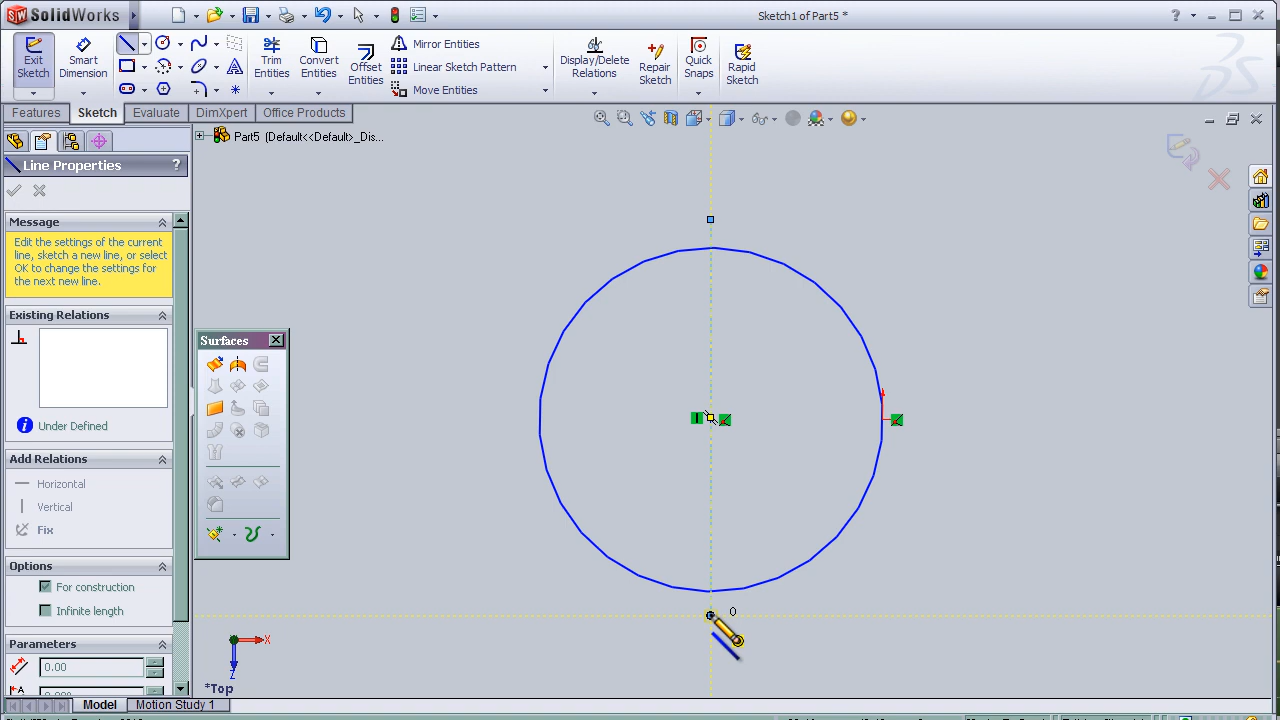 SolidWorks
Sketch1 of Part5 *
?
Exit Sketch
Smart Dimension
Trim Entities
Convert Entities
Offset Entities
Mirror Entities
Linear Sketch Pattern
Move Entities
Display/Delete Relations
Repair Sketch
Quick Snaps
Rapid Sketch
Features
Sketch
Evaluate
DimXpert
Office Products
Part5 (Default<<Default>_Dis...
Line Properties
?
Message
Edit the settings of the current
line, sketch a new line, or select
OK to change the settings for
the next new line.
Existing Relations
Under Defined
Add Relations
Horizontal
Vertical
Fix
Options
For construction
Infinite length
Parameters
0.00
Surfaces
0
X
Z
*Top
Model
Motion Study 1